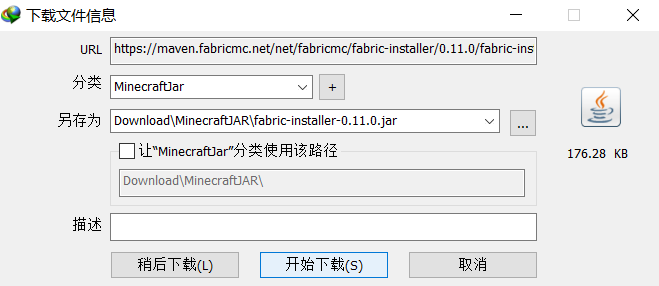 下载文件信息
URL https://maven.fabricmc.net/net/fabricmc/fabric-installer/0.11.0/fabric-ins
分类 MinecraftJar +
另存为 Download\MinecraftJAR\fabric-installer-0.11.0.jar ...
176.28 KB
让“MinecraftJar”分类使用该路径
Download\MinecraftJAR\
描述
稍后下载(L) 开始下载(S) 取消